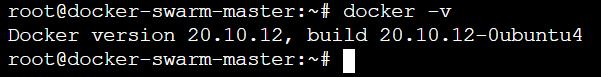 root@docker-swarm-master:~# docker -v
Docker version 20.10.12, build 20.10.12-0ubuntu4
root@docker-swarm-master:~#